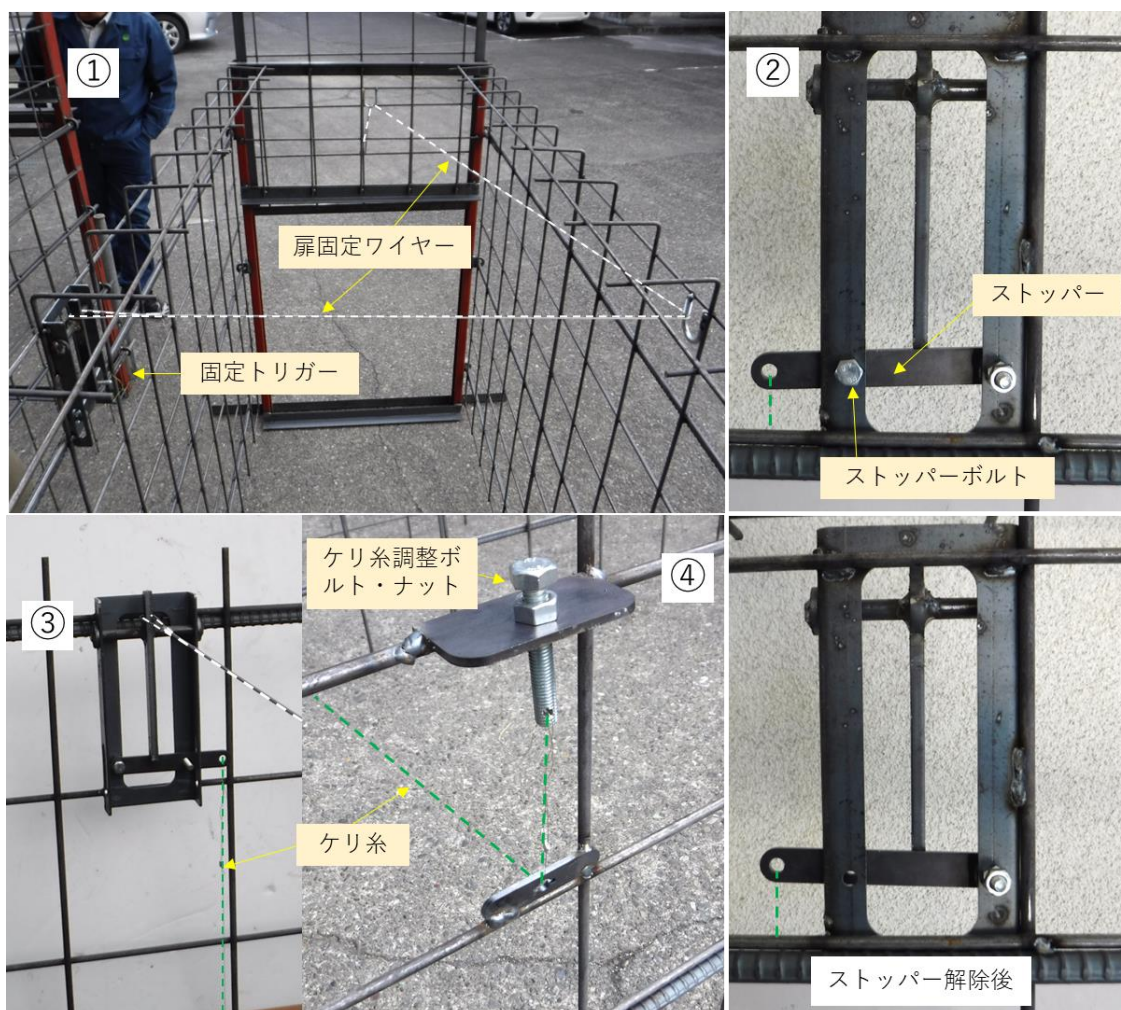 ①
扉固定ワイヤー
固定トリガー
②
ストッパー
ストッパーボルト
③
ケリ糸調整ボ
ルト・ナット
④
ケリ糸
ストッパー解除後